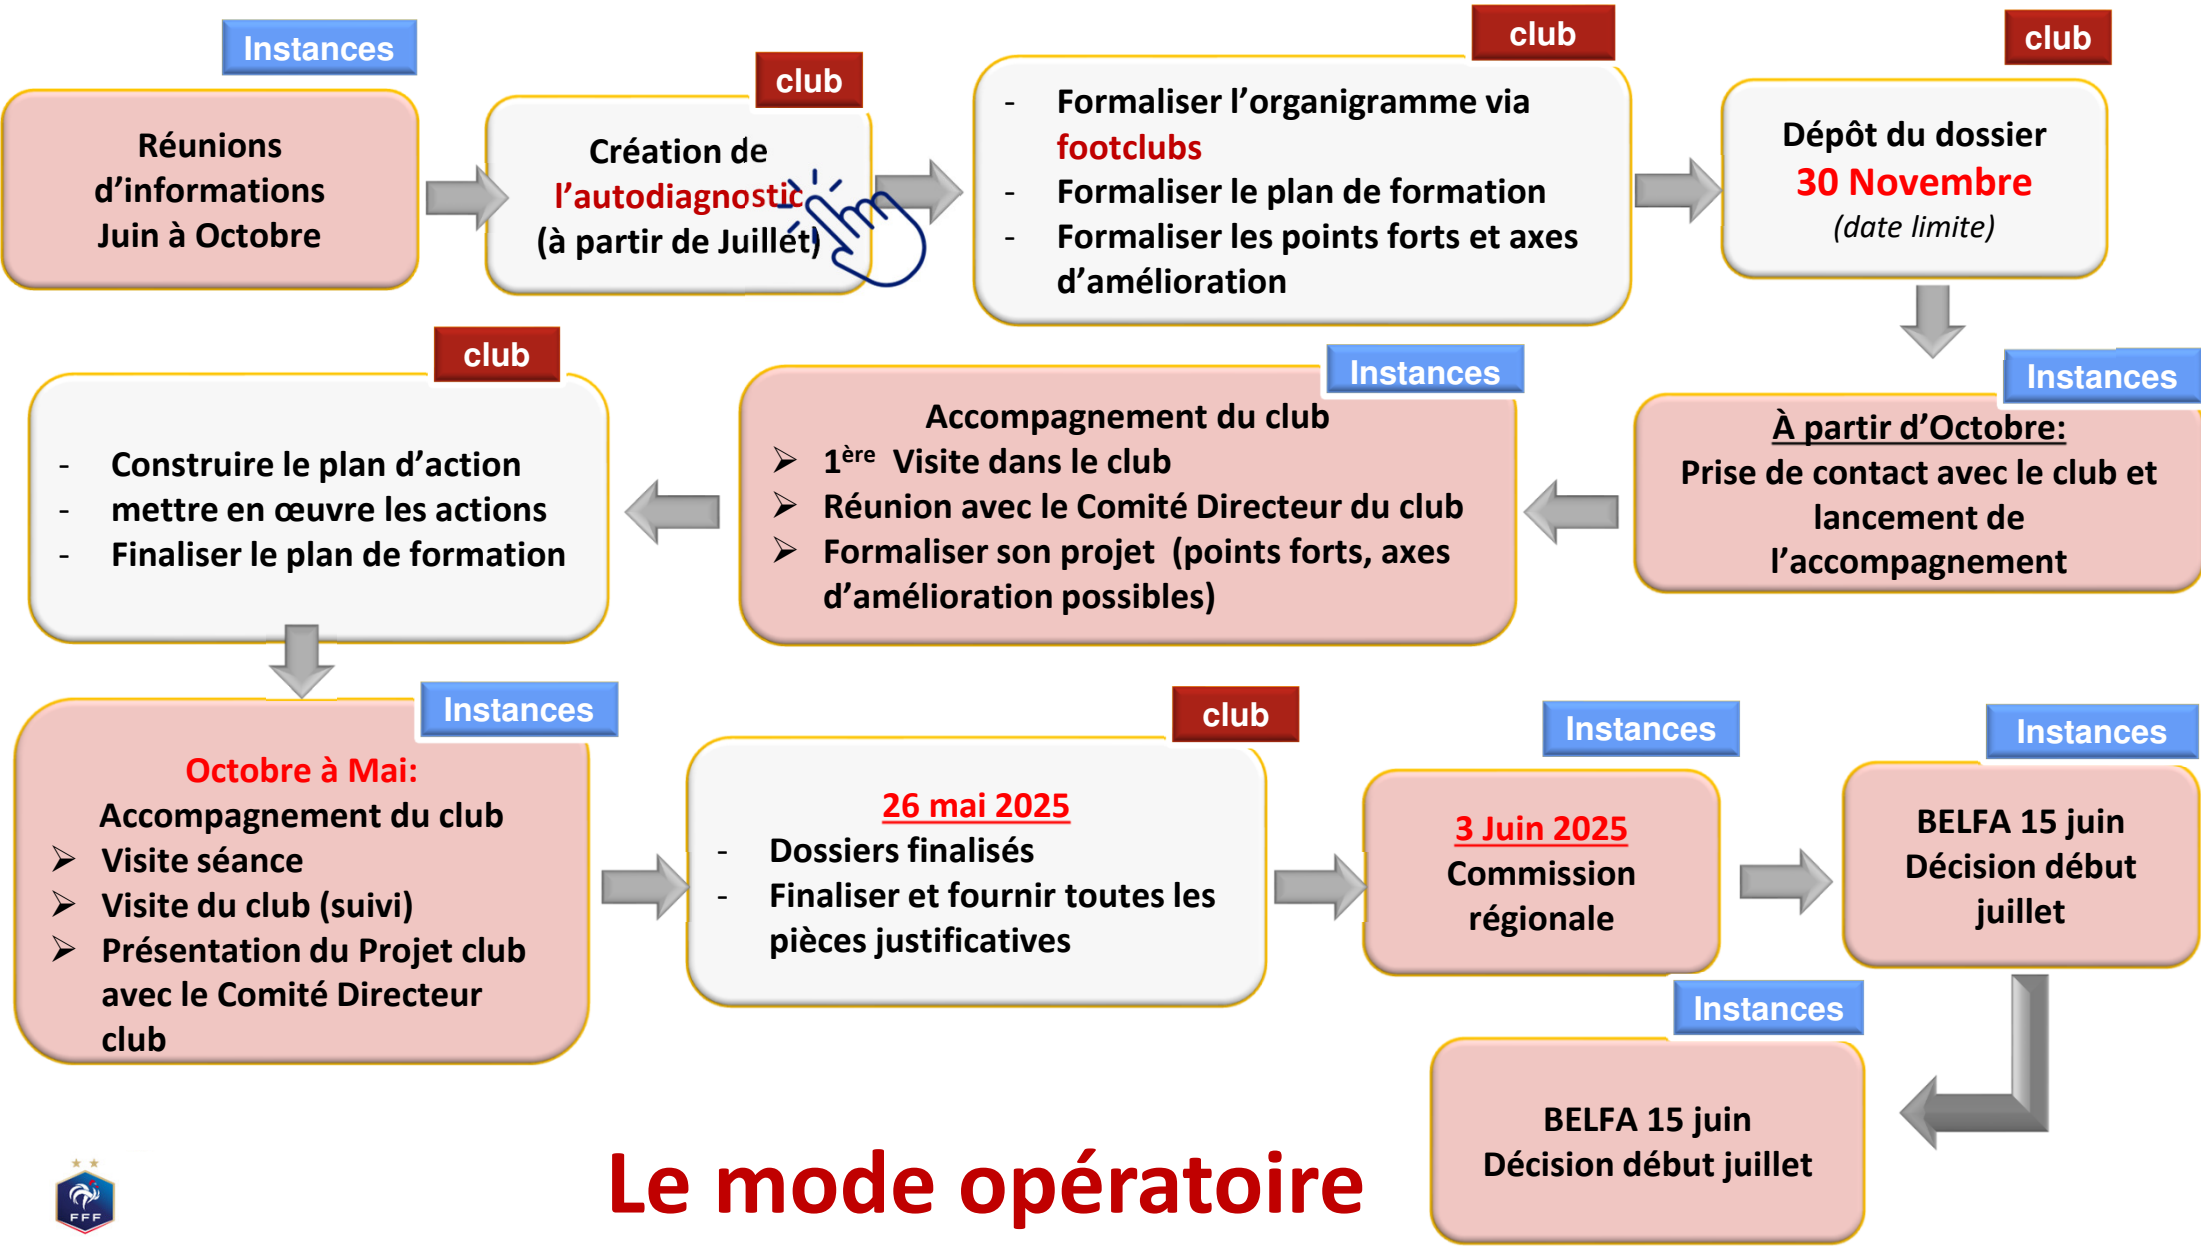 Instances
Réunions
d’informations
Juin à Octobre
club
Création de
l’autodiagnostic
(à partir de Juillet)
club
- Formaliser l’organigramme via
footclubs
- Formaliser le plan de formation
- Formaliser les points forts et axes
d’amélioration
club
Dépôt du dossier
30 Novembre
(date limite)
Instances
À partir d’Octobre:
Prise de contact avec le club et
lancement de
l’accompagnement
Instances
Accompagnement du club
➢ 1ère Visite dans le club
➢ Réunion avec le Comité Directeur du club
➢ Formaliser son projet (points forts, axes
d’amélioration possibles)
club
- Construire le plan d’action
- mettre en œuvre les actions
- Finaliser le plan de formation
Instances
Octobre à Mai:
Accompagnement du club
➢ Visite séance
➢ Visite du club (suivi)
➢ Présentation du Projet club
avec le Comité Directeur
club
club
26 mai 2025
- Dossiers finalisés
- Finaliser et fournir toutes les
pièces justificatives
Instances
3 Juin 2025
Commission
régionale
Instances
BELFA 15 juin
Décision début
juillet
Instances
BELFA 15 juin
Décision début juillet
Le mode opératoire
FFF